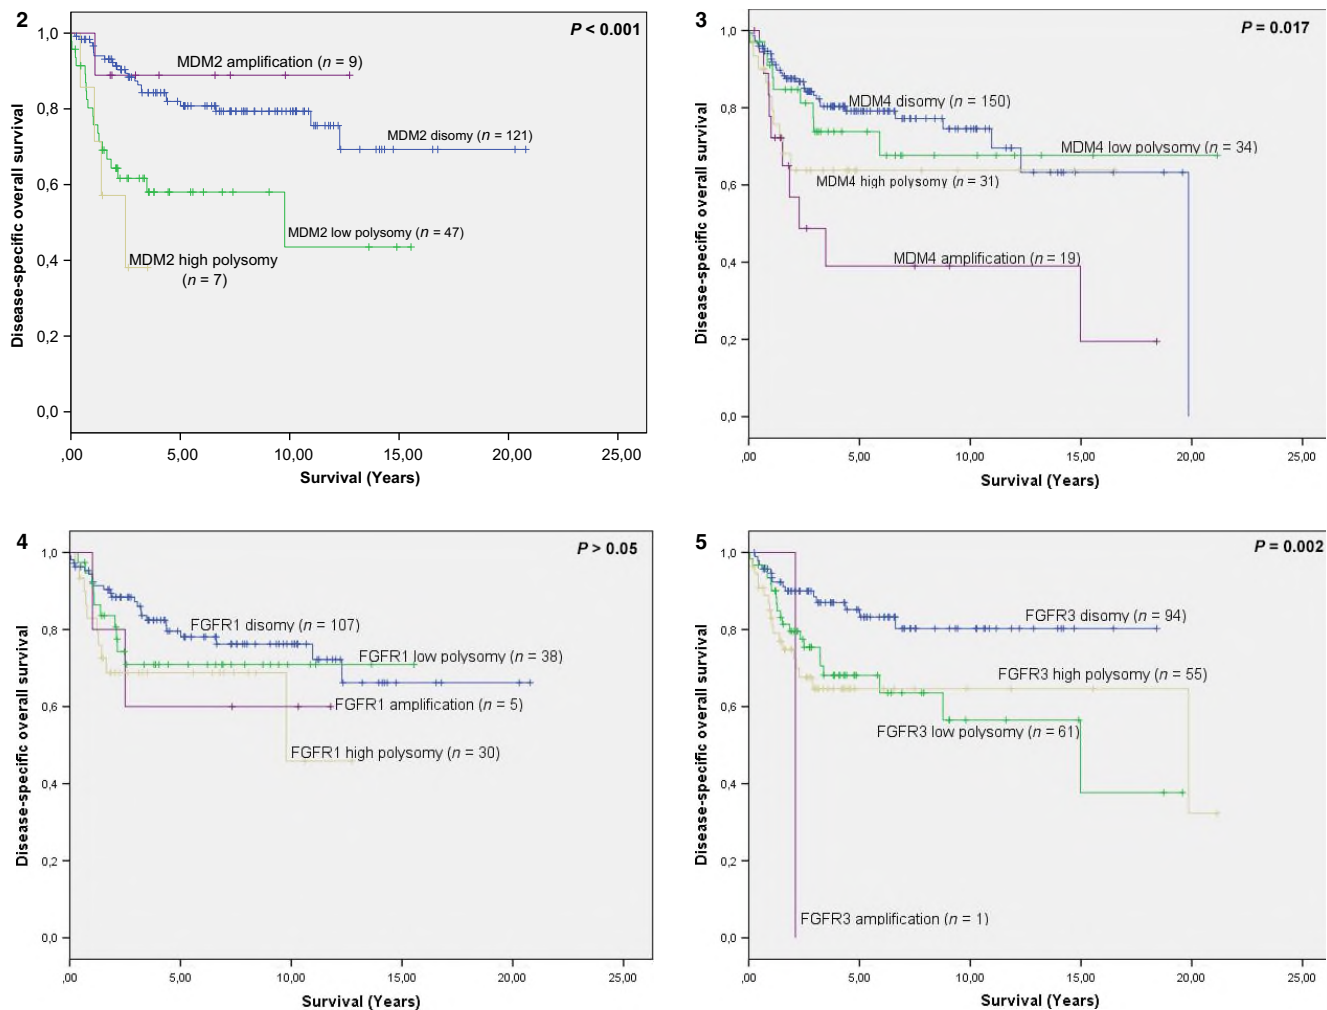 2
P < 0.001
1,0
0,8
0,6
0,4
0,2
0,0
Disease-specific overall survival
MDM2 amplification (n = 9)
MDM2 disomy (n = 121)
MDM2 low polysomy (n = 47)
MDM2 high polysomy
(n = 7)
,00 5,00 10,00 15,00 20,00 25,00
Survival (Years)
3
P = 0.017
1,0
0,8
0,6
0,4
0,2
0,0
Disease-specific overall survival
MDM4 disomy (n = 150)
MDM4 low polysomy (n = 34)
MDM4 high polysomy (n = 31)
MDM4 amplification (n = 19)
,00 5,00 10,00 15,00 20,00 25,00
Survival (Years)
4
P > 0.05
1,0
0,8
0,6
0,4
0,2
0,0
Disease-specific overall survival
FGFR1 disomy (n = 107)
FGFR1 low polysomy (n = 38)
FGFR1 amplification (n = 5)
FGFR1 high polysomy (n = 30)
,00 5,00 10,00 15,00 20,00 25,00
Survival (Years)
5
P = 0.002
1,0
0,8
0,6
0,4
0,2
0,0
Disease-specific overall survival
FGFR3 disomy (n = 94)
FGFR3 high polysomy (n = 55)
FGFR3 low polysomy (n = 61)
FGFR3 amplification (n = 1)
,00 5,00 10,00 15,00 20,00 25,00
Survival (Years)